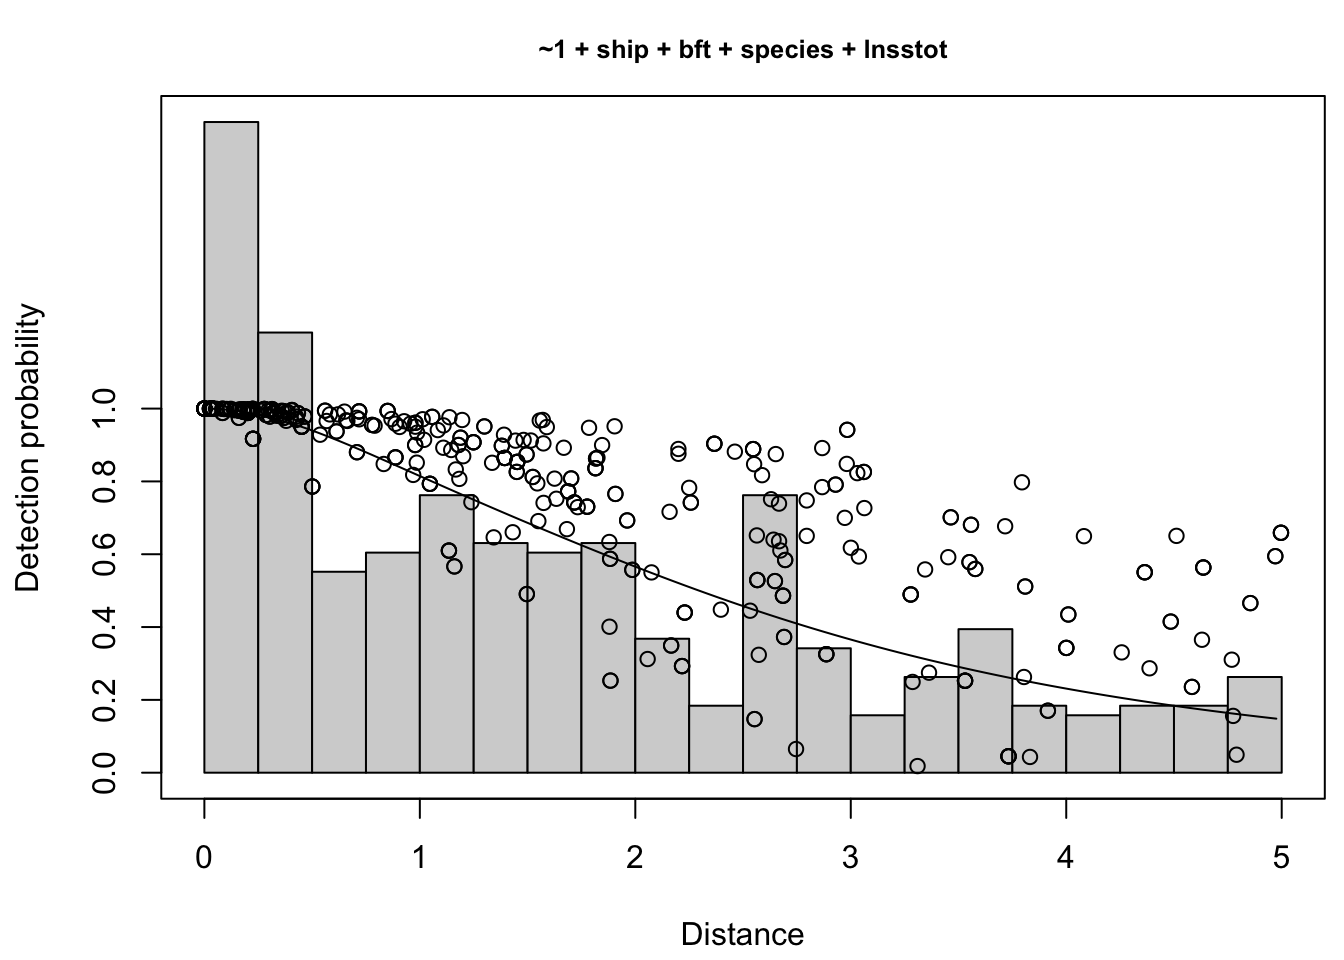 ~1 + ship + bft + species + lnsstot
Detection probability
1.0
0.8
0.6
0.4
0.2
0.0
0 1 2 3 4 5
Distance